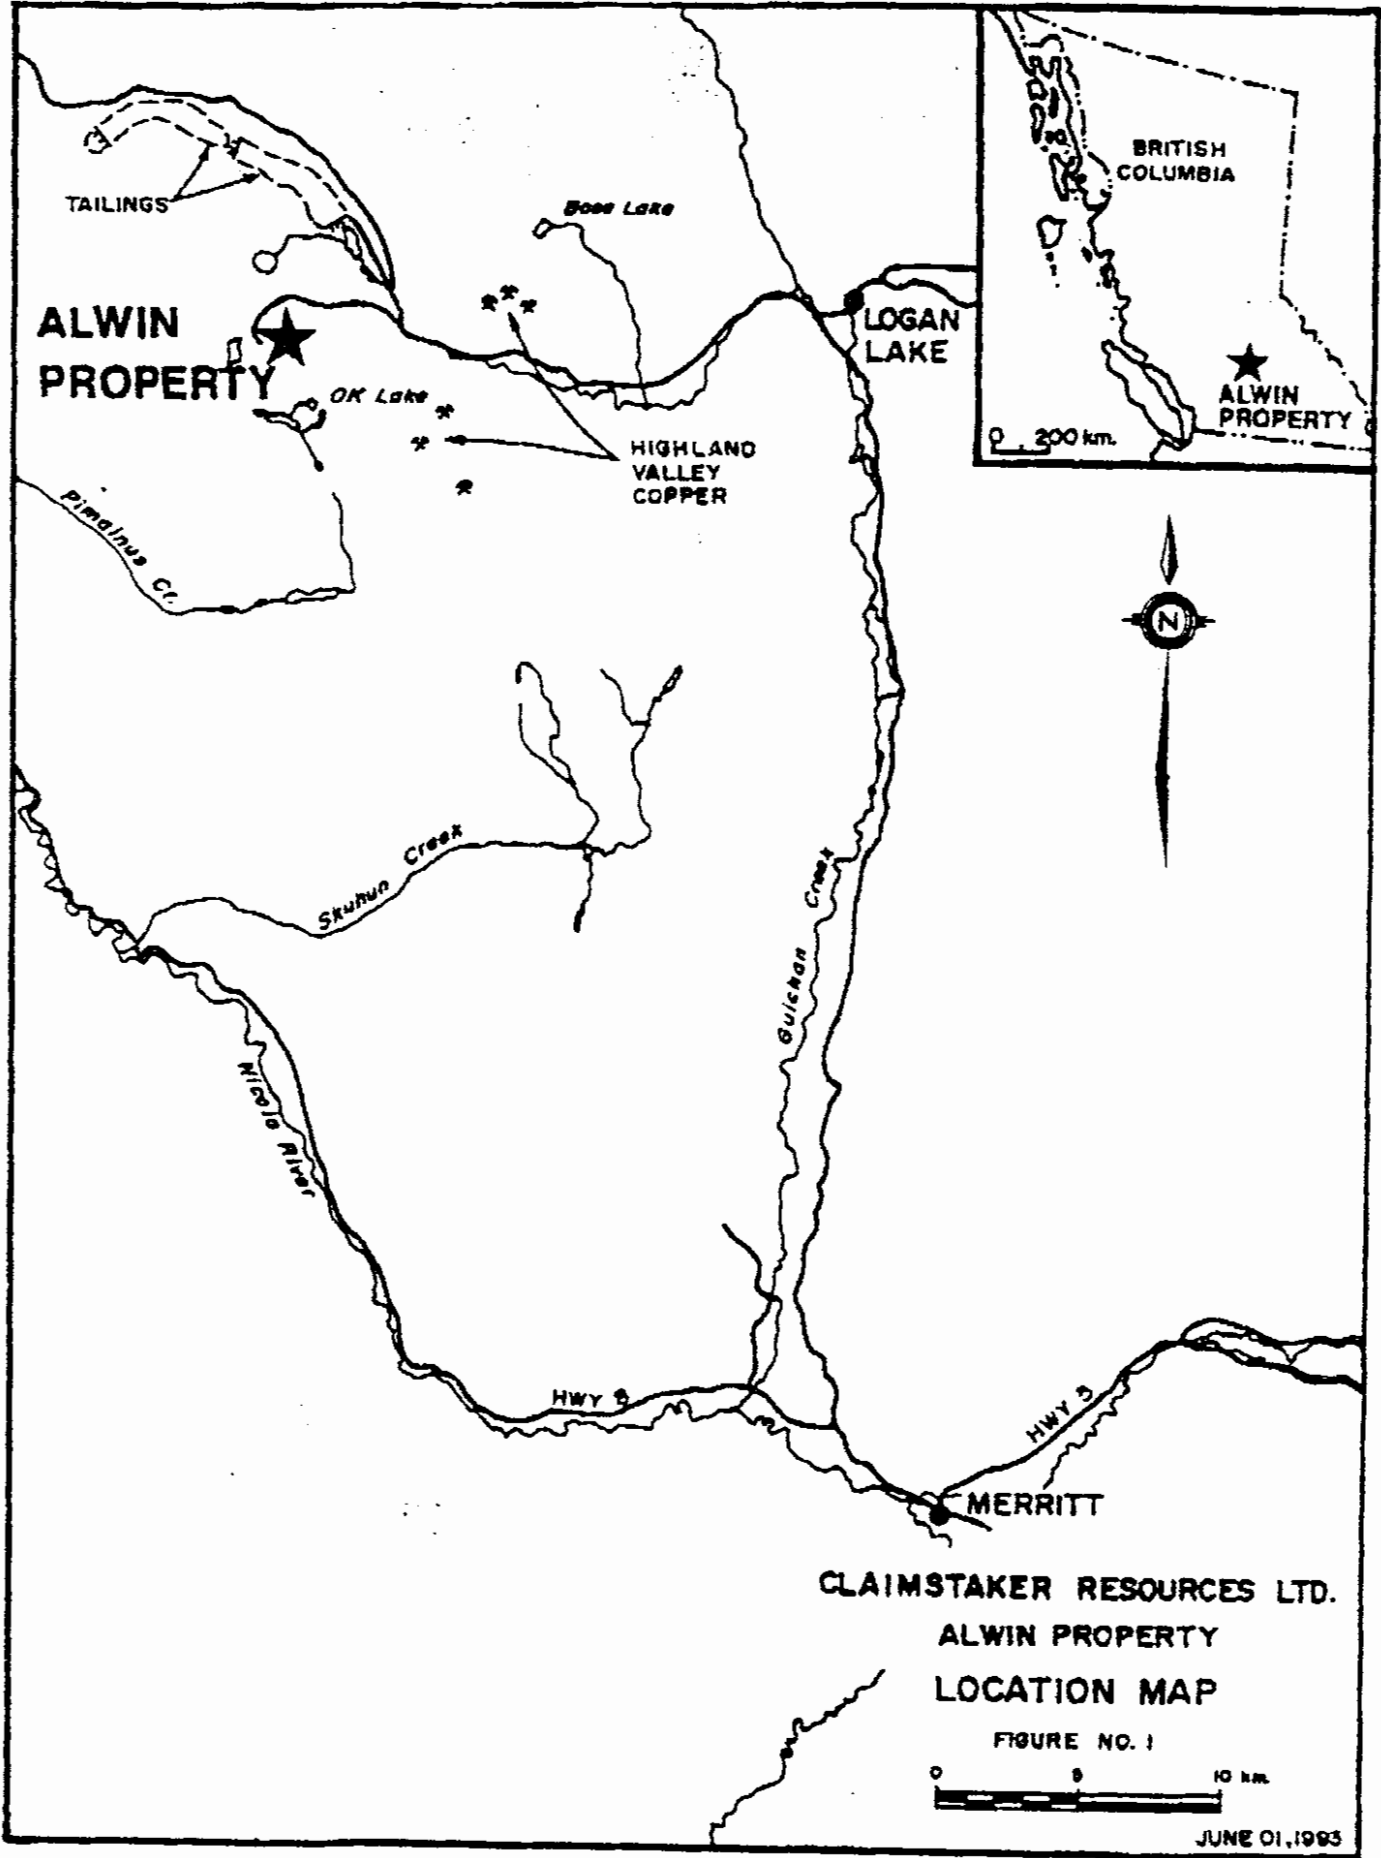 BRITISH
COLUMBIA
ALWIN
PROPERTY
0 200 km.
TAILINGS
Bose Lake
ALWIN
PROPERTY
LOGAN
LAKE
OK Lake
HIGHLAND
VALLEY
COPPER
Pimainus Cr.
N
Skuhun Creek
Guichan Creek
Nicola River
HWY 8
HWY 5
MERRITT
CLAIMSTAKER RESOURCES LTD.
ALWIN PROPERTY
LOCATION MAP
FIGURE NO. 1
0 5 10 km.
JUNE 01, 1993